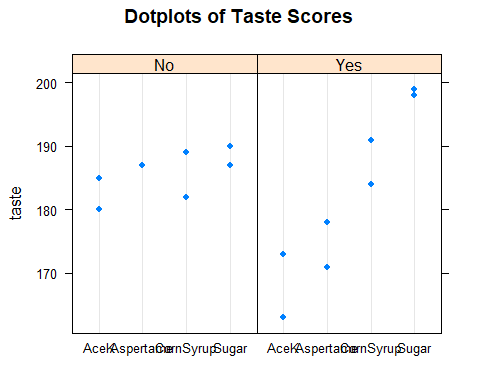 Dotplots of Taste Scores
No Yes
200
190
180
170
taste
AceK Aspertame CornSyrup Sugar AceK Aspertame CornSyrup Sugar